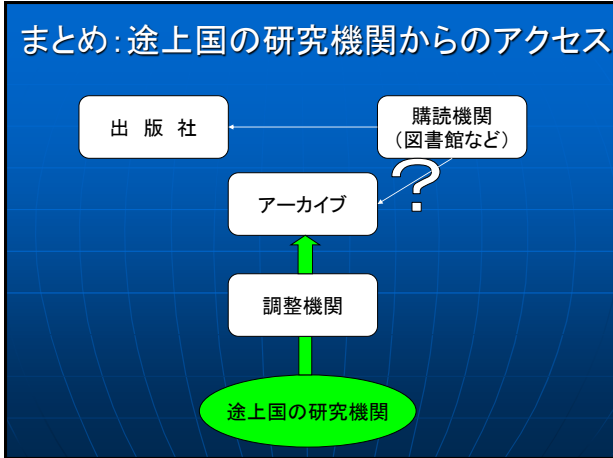 まとめ:途上国の研究機関からのアクセス
出 版 社
購読機関
(図書館など)
?
アーカイブ
調整機関
途上国の研究機関